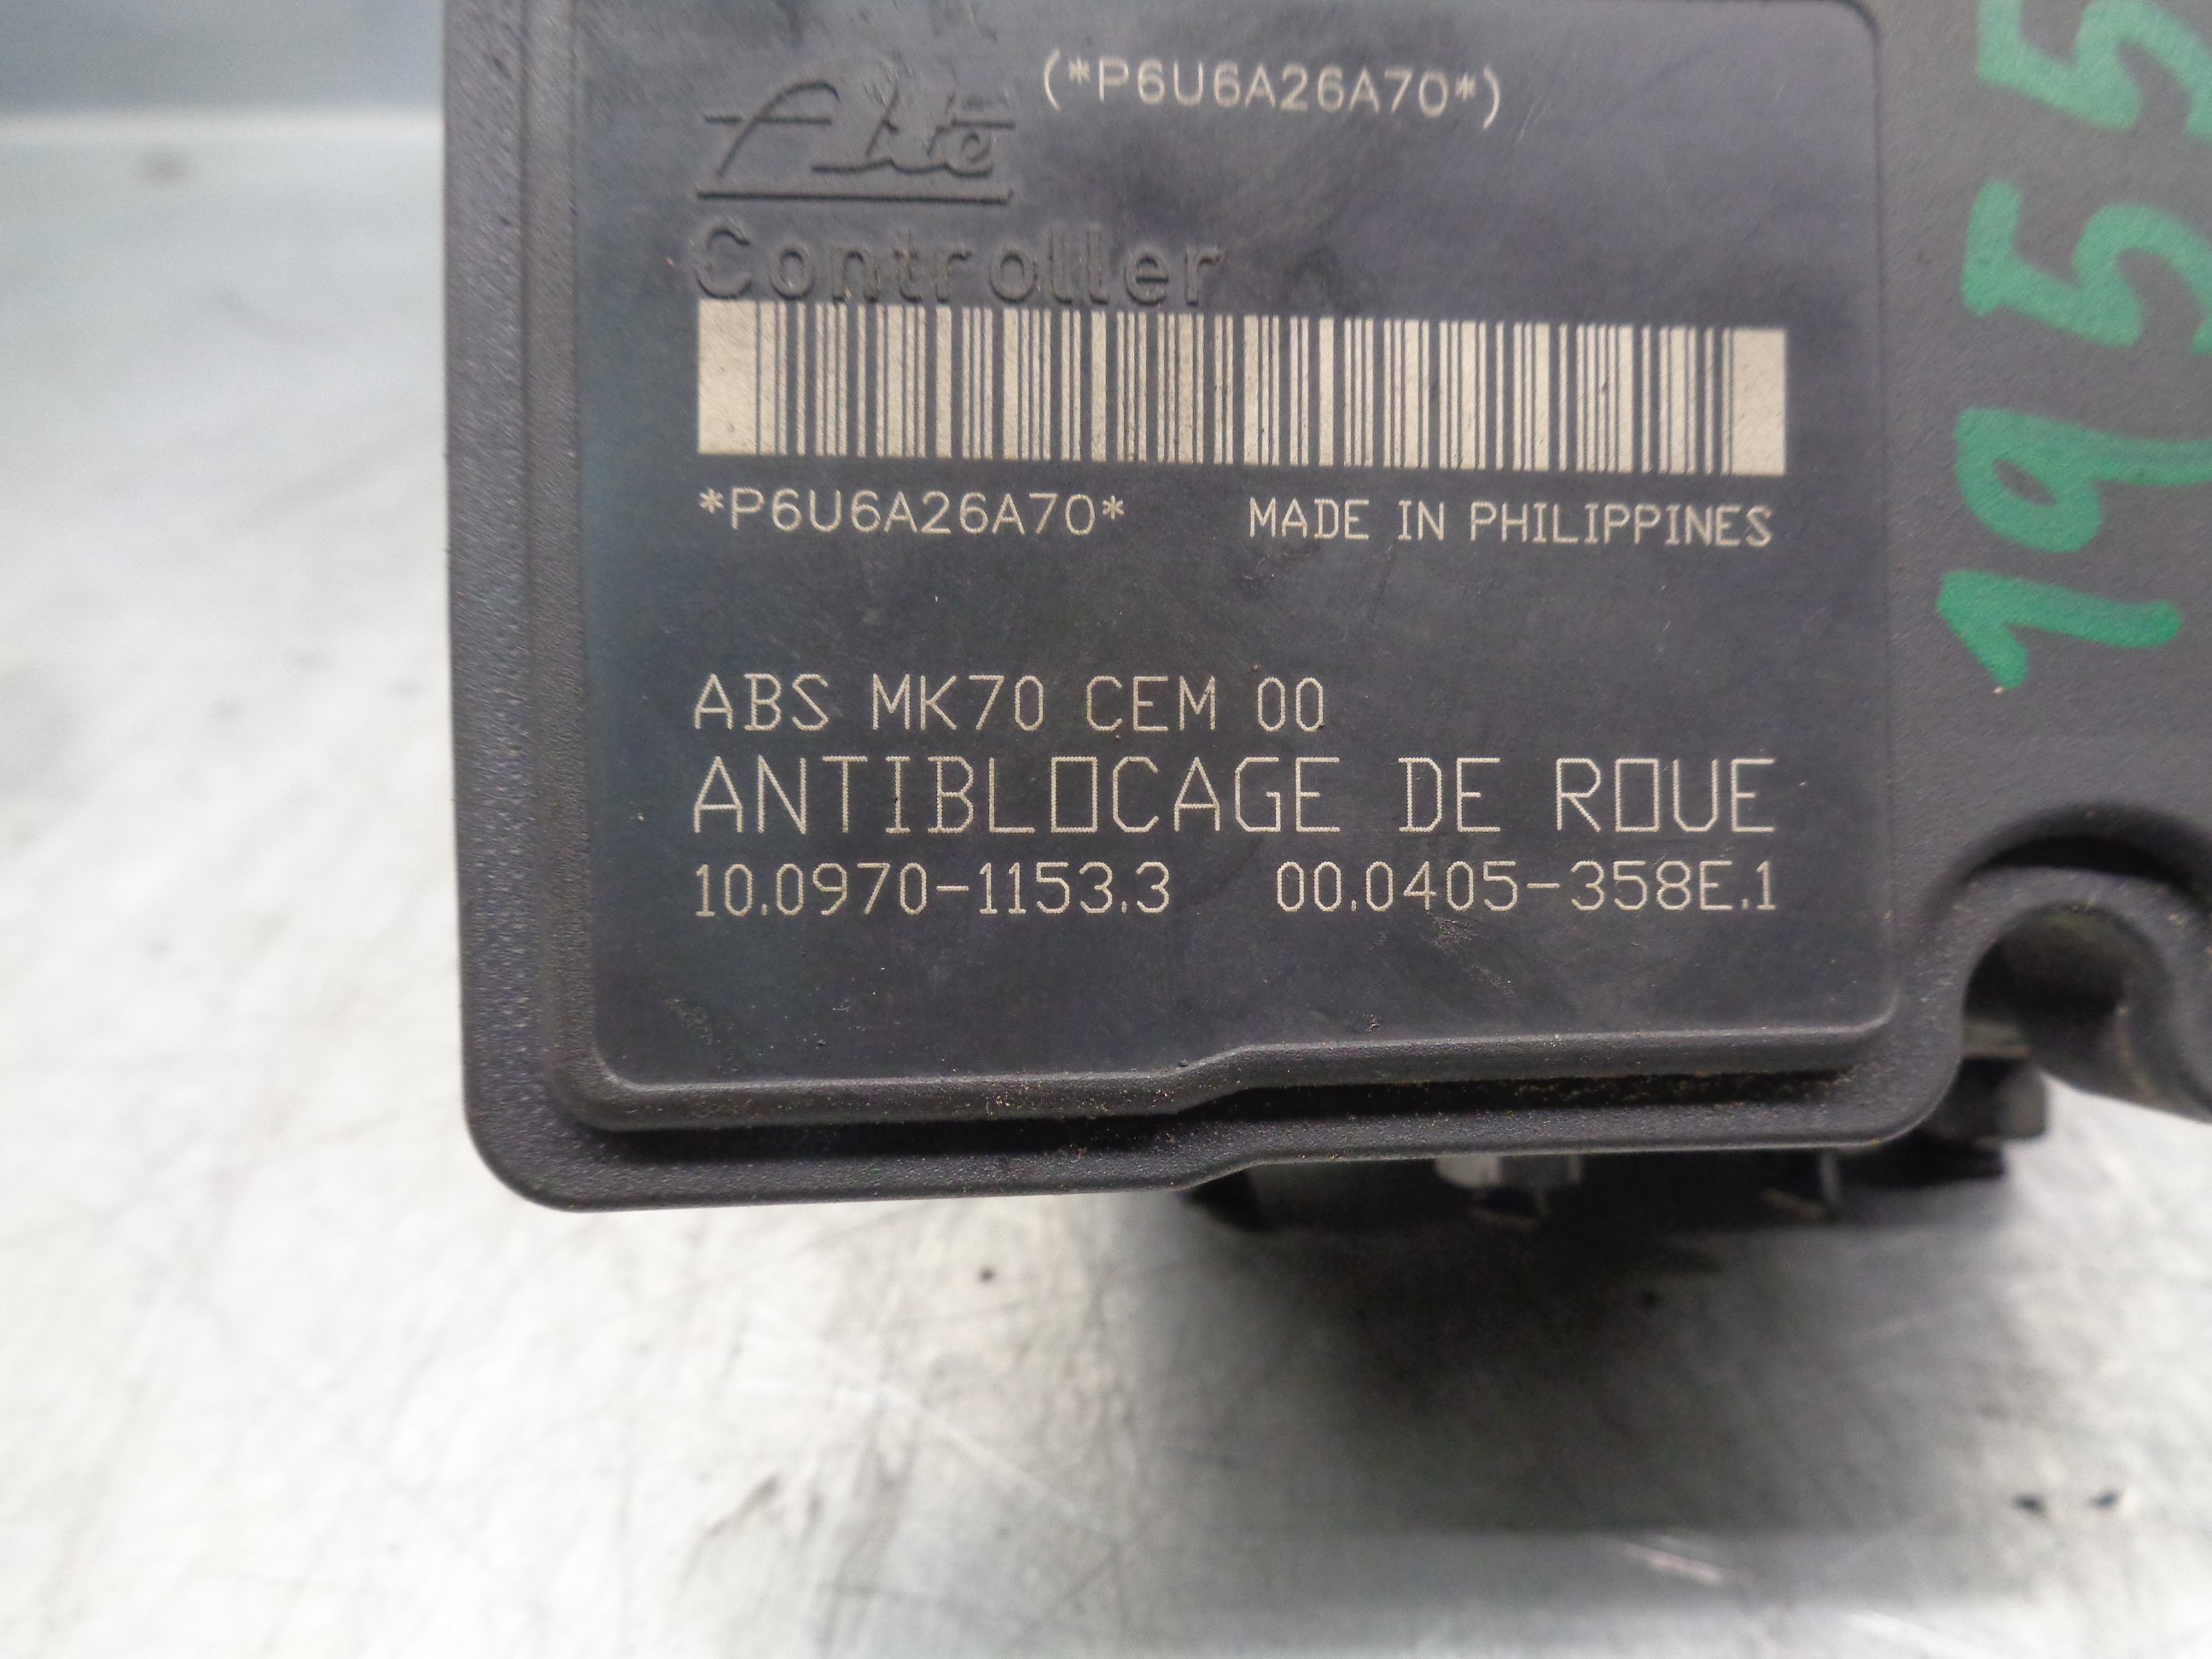 (*P6U6A26A70*)
Ate
Controller
*P6U6A26A70* MADE IN PHILIPPINES
ABS MK70 CEM 00
ANTIBLOCAGE DE ROUE
10.0970-1153.3 00.0405-358E.1
1955